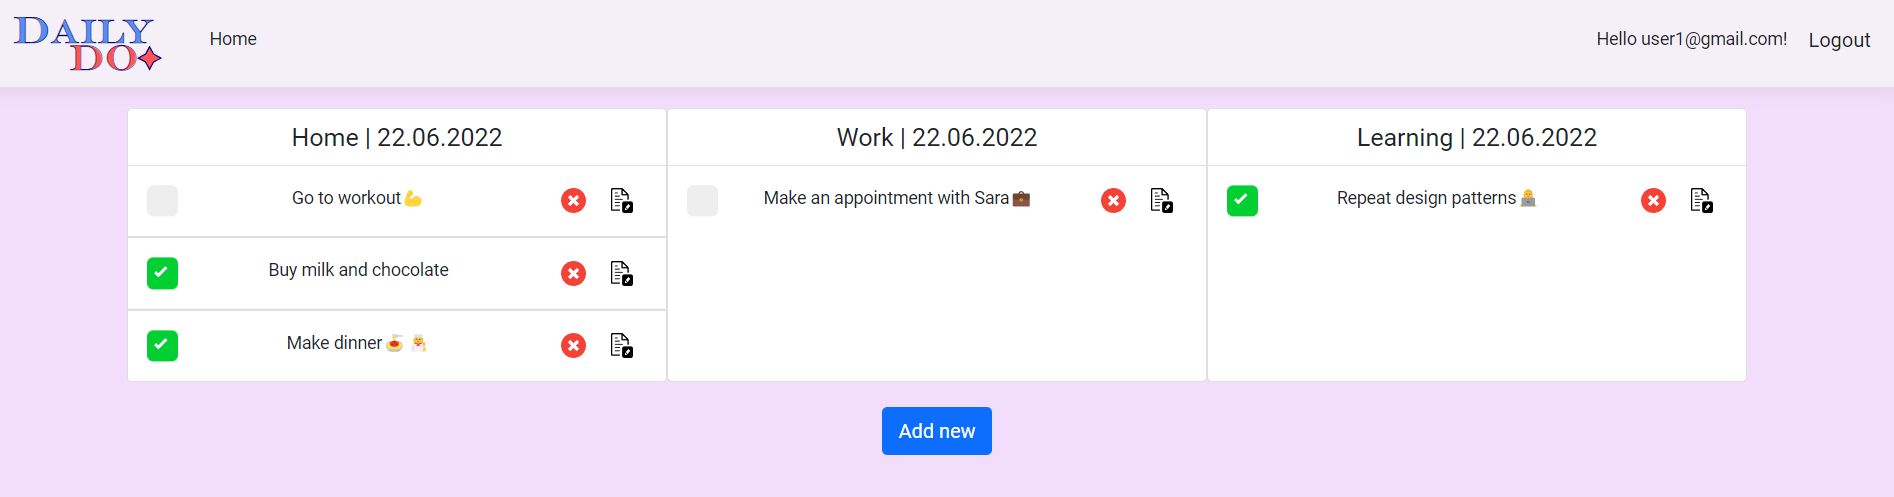 DAILY
DO
Home
Hello user1@gmail.com!
Logout
Home | 22.06.2022
Go to workout💪
Buy milk and chocolate
Make dinner🍝👩‍🍳
Work | 22.06.2022
Make an appointment with Sara💼
Learning | 22.06.2022
Repeat design patterns👩‍💻
Add new